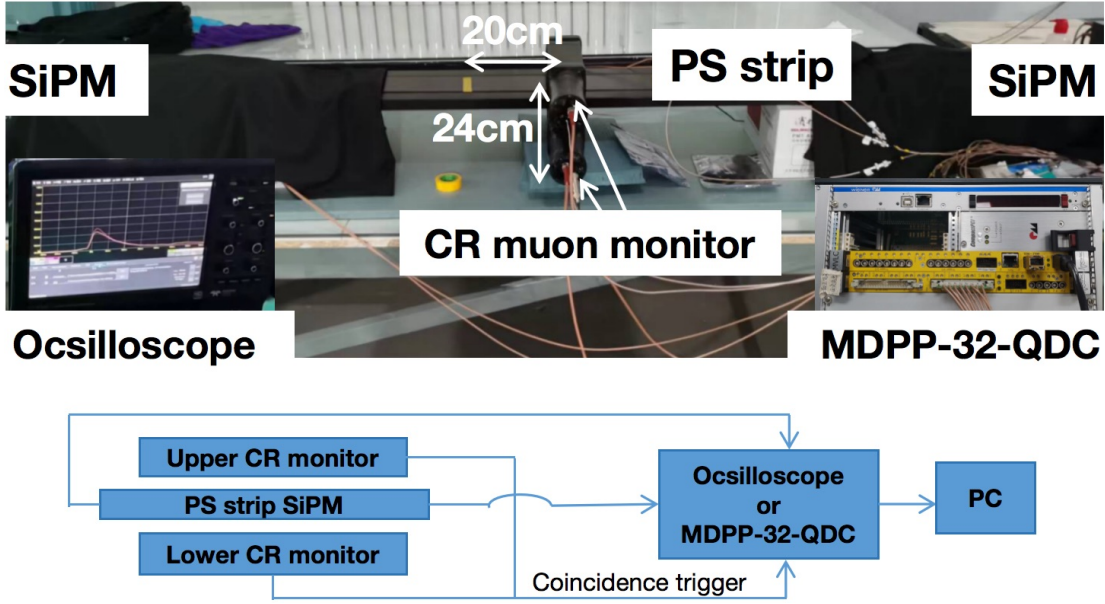 20cm
SiPM
PS strip
SiPM
24cm
CR muon monitor
Ocsilloscope
MDPP-32-QDC
Upper CR monitor
PS strip SiPM
Lower CR monitor
Ocsilloscope
or
MDPP-32-QDC
PC
Coincidence trigger